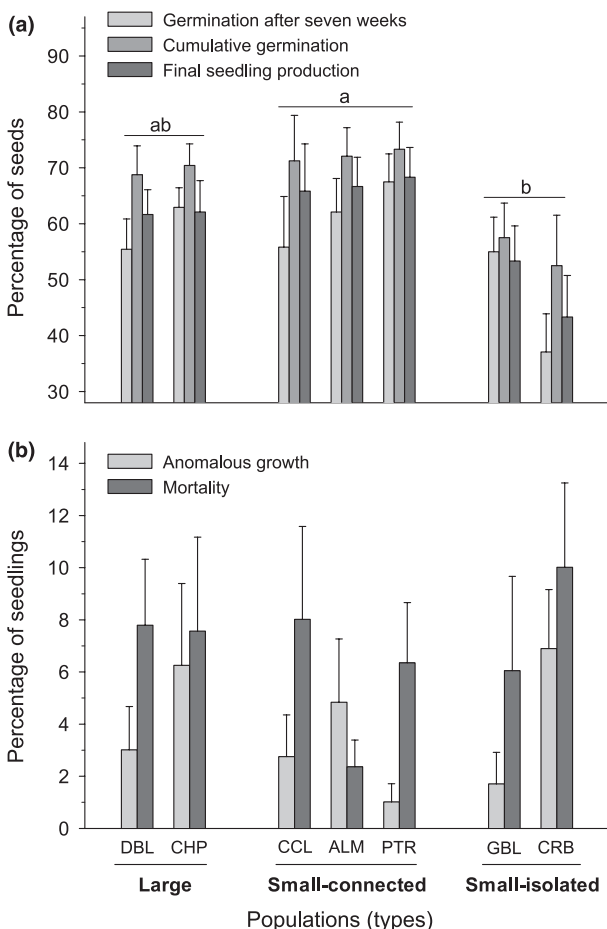 (a)
Germination after seven weeks
Cumulative germination
Final seedling production
Percentage of seeds
90
80
70
60
50
40
30
ab
a
b
(b)
Anomalous growth
Mortality
Percentage of seedlings
14
12
10
8
6
4
2
0
DBL CHP CCL ALM PTR GBL CRB
Large Small-connected Small-isolated
Populations (types)